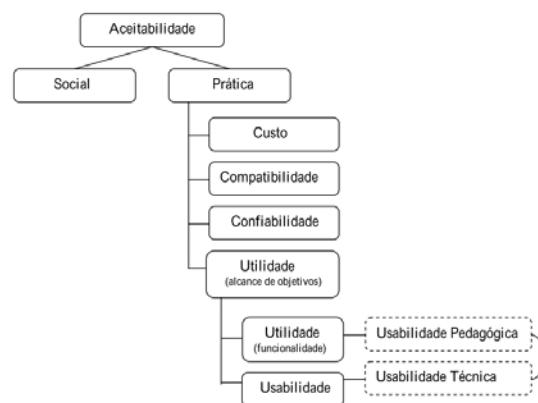 Aceitabilidade
Social
Prática
Custo
Compatibilidade
Confiabilidade
Utilidade
(alcance de objetivos)
Utilidade
(funcionalidade)
Usabilidade Pedagógica
Usabilidade
Usabilidade Técnica